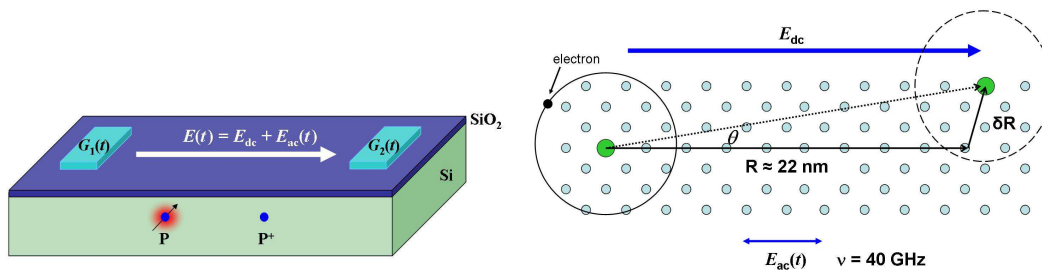 G₁(t)
E(t) = E_dc + E_ac(t)
G₂(t)
SiO₂
Si
P
P⁺
E_dc
electron
θ
δR
R ≈ 22 nm
E_ac(t) ν = 40 GHz